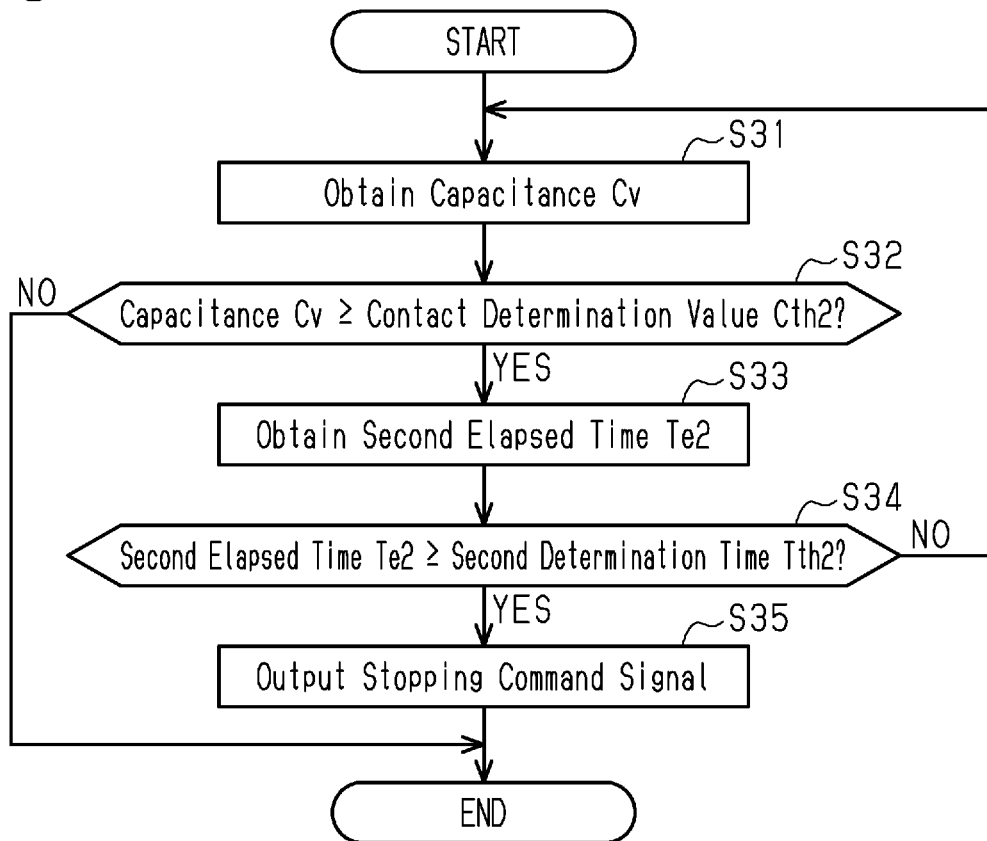 START
S31
Obtain Capacitance Cv
S32
NO
Capacitance Cv ≥ Contact Determination Value Cth2?
YES
S33
Obtain Second Elapsed Time Te2
S34
Second Elapsed Time Te2 ≥ Second Determination Time Tth2?
NO
YES
S35
Output Stopping Command Signal
END